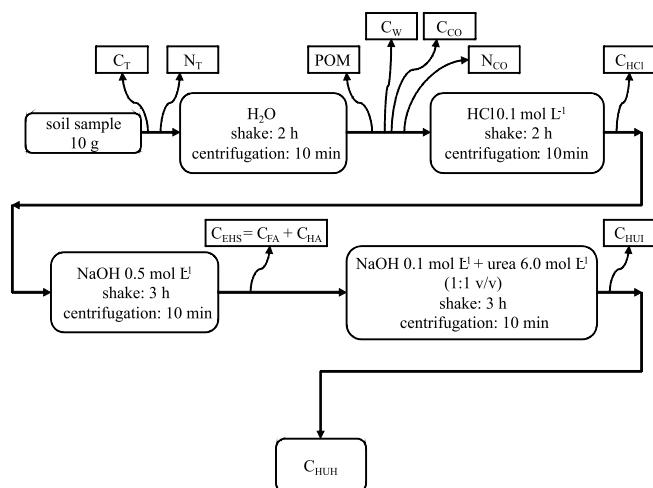 C_T
N_T
POM
C_W
C_CO
N_CO
C_HCl
soil sample
10 g
H₂O
shake: 2 h
centrifugation: 10 min
HCl0.1 mol L⁻¹
shake: 2 h
centrifugation: 10min
C_EHS = C_FA + C_HA
C_HUI
NaOH 0.5 mol L⁻¹
shake: 3 h
centrifugation: 10 min
NaOH 0.1 mol L⁻¹ + urea 6.0 mol L⁻¹
(1:1 v/v)
shake: 3 h
centrifugation: 10 min
C_HUH